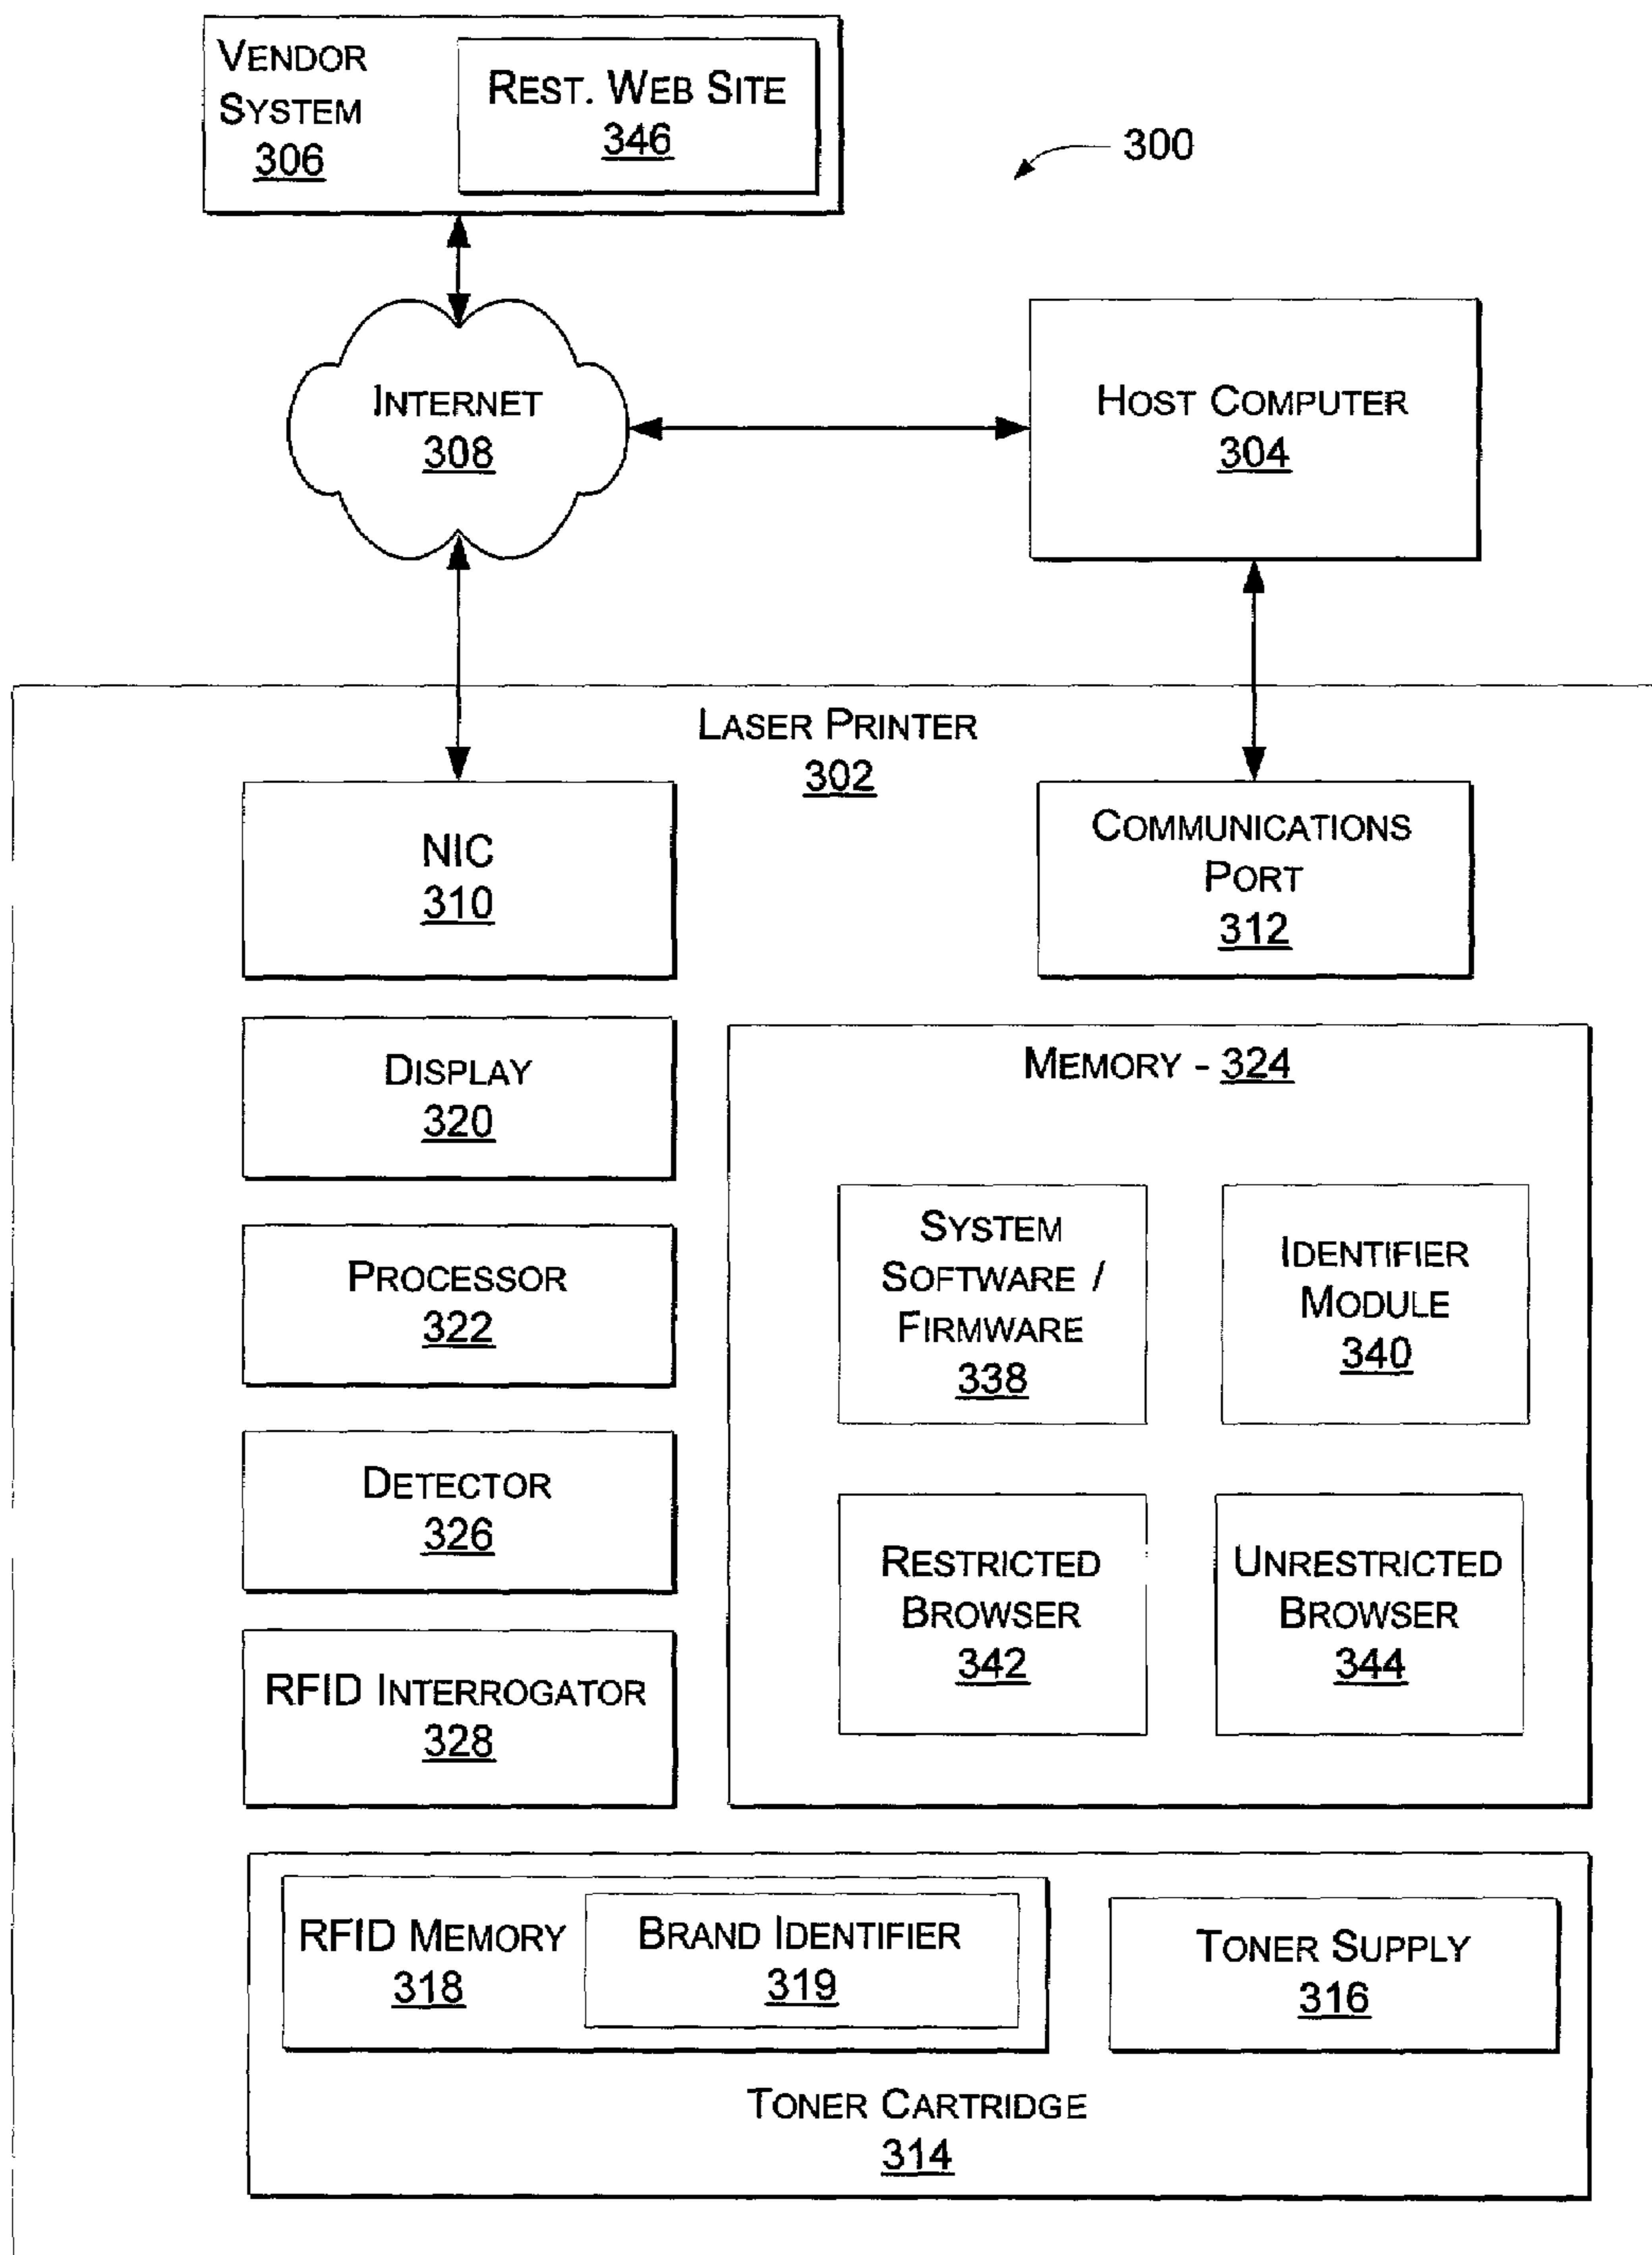 VENDOR
SYSTEM
306
REST. WEB SITE
346
300
INTERNET
308
HOST COMPUTER
304
LASER PRINTER
302
NIC
310
COMMUNICATIONS
PORT
312
DISPLAY
320
MEMORY - 324
PROCESSOR
322
SYSTEM
SOFTWARE /
FIRMWARE
338
IDENTIFIER
MODULE
340
DETECTOR
326
RESTRICTED
BROWSER
342
UNRESTRICTED
BROWSER
344
RFID INTERROGATOR
328
RFID MEMORY
318
BRAND IDENTIFIER
319
TONER SUPPLY
316
TONER CARTRIDGE
314